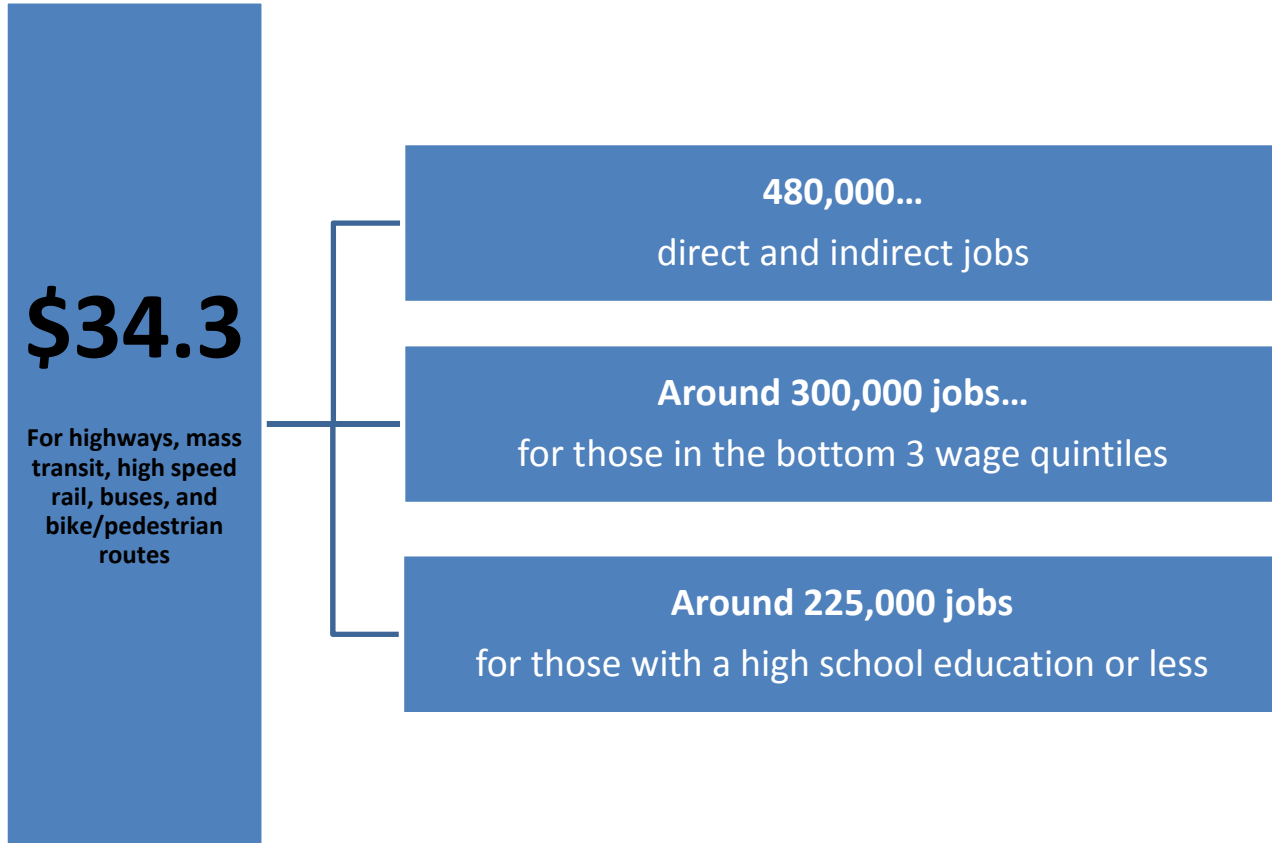 $34.3
For highways, mass
transit, high speed
rail, buses, and
bike/pedestrian
routes
480,000…
direct and indirect jobs
Around 300,000 jobs…
for those in the bottom 3 wage quintiles
Around 225,000 jobs
for those with a high school education or less